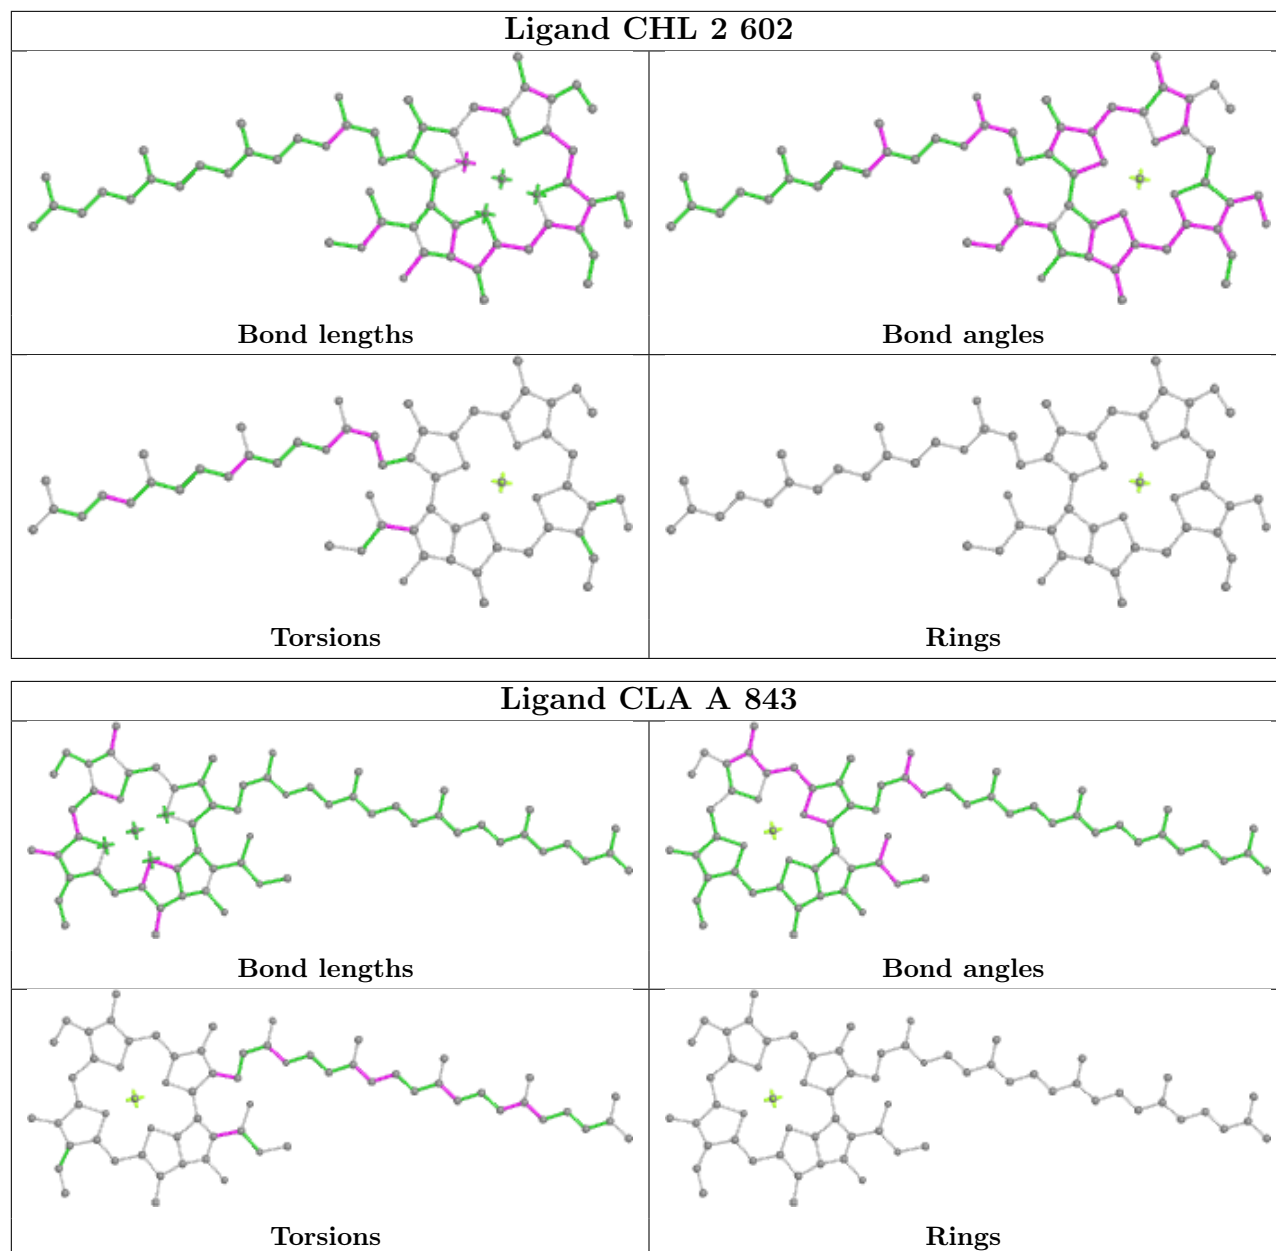 Ligand CHL 2 602
Bond lengths
Bond angles
Torsions
Rings
Ligand CLA A 843
Bond lengths
Bond angles
Torsions
Rings